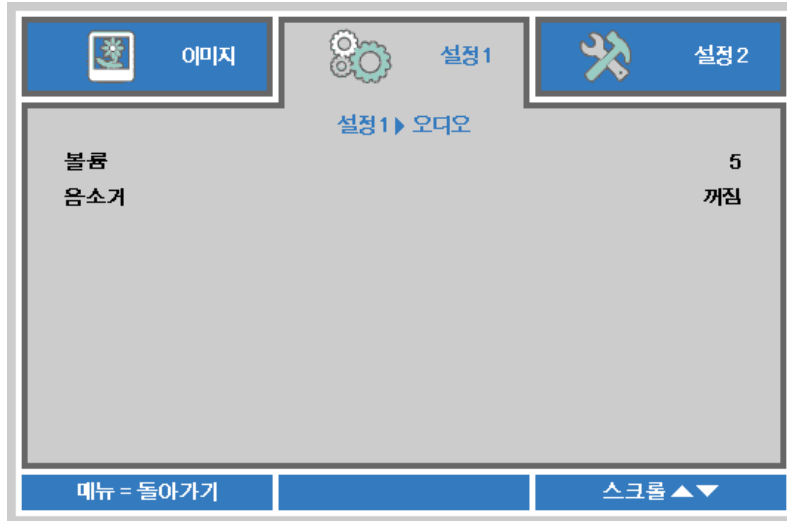 이미지 설정1 설정2
설정1▶ 오디오
볼륨 5
음소거 꺼짐
메뉴 = 돌아가기 스크롤▲▼